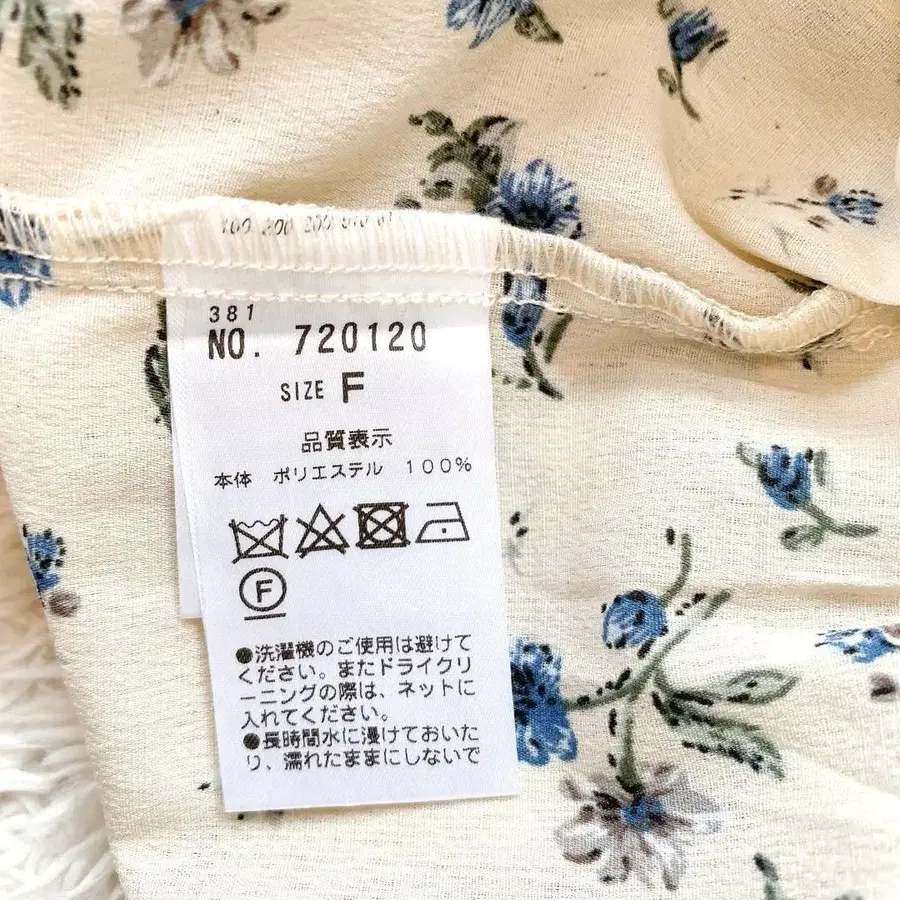 381
NO. 720120
SIZE F
品質表示
本体 ポリエステル 100%
F
●洗濯機のご使用は避けて
ください。またドライクリ
ーニングの際は、ネットに
入れてください。
●長時間水に浸けておいた
り、濡れたままにしないで